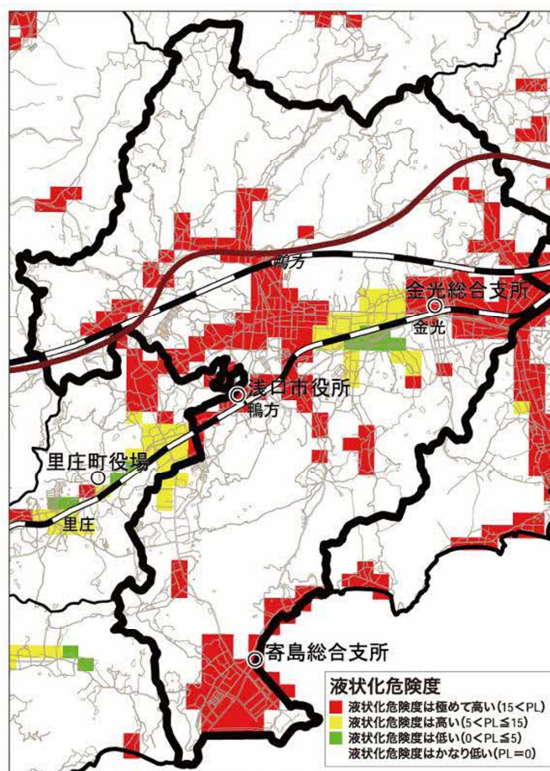 鴨方
金光総合支所
金光
浅口市役所
鴨方
里庄町役場
里庄
寄島総合支所
液状化危険度
液状化危険度は極めて高い(15<PL)
液状化危険度は高い(5<PL≦15)
液状化危険度は低い(0<PL≦5)
液状化危険度はかなり低い(PL=0)